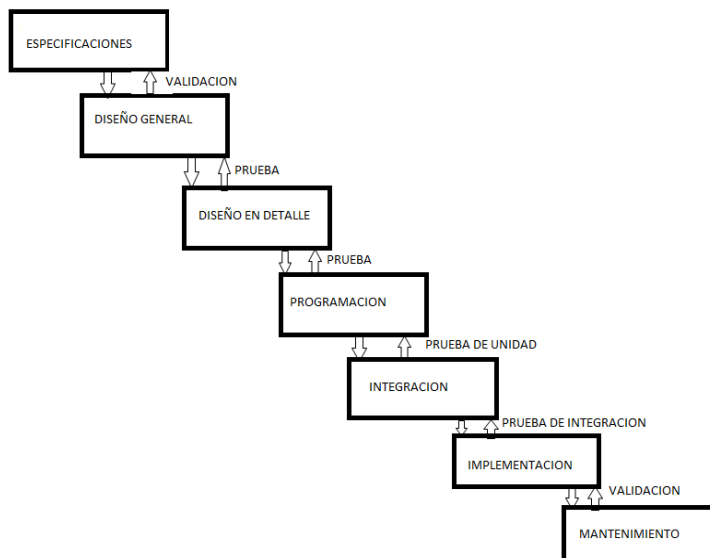 ESPECIFICACIONES
VALIDACION
DISEÑO GENERAL
PRUEBA
DISEÑO EN DETALLE
PRUEBA
PROGRAMACION
PRUEBA DE UNIDAD
INTEGRACION
PRUEBA DE INTEGRACION
IMPLEMENTACION
VALIDACION
MANTENIMIENTO